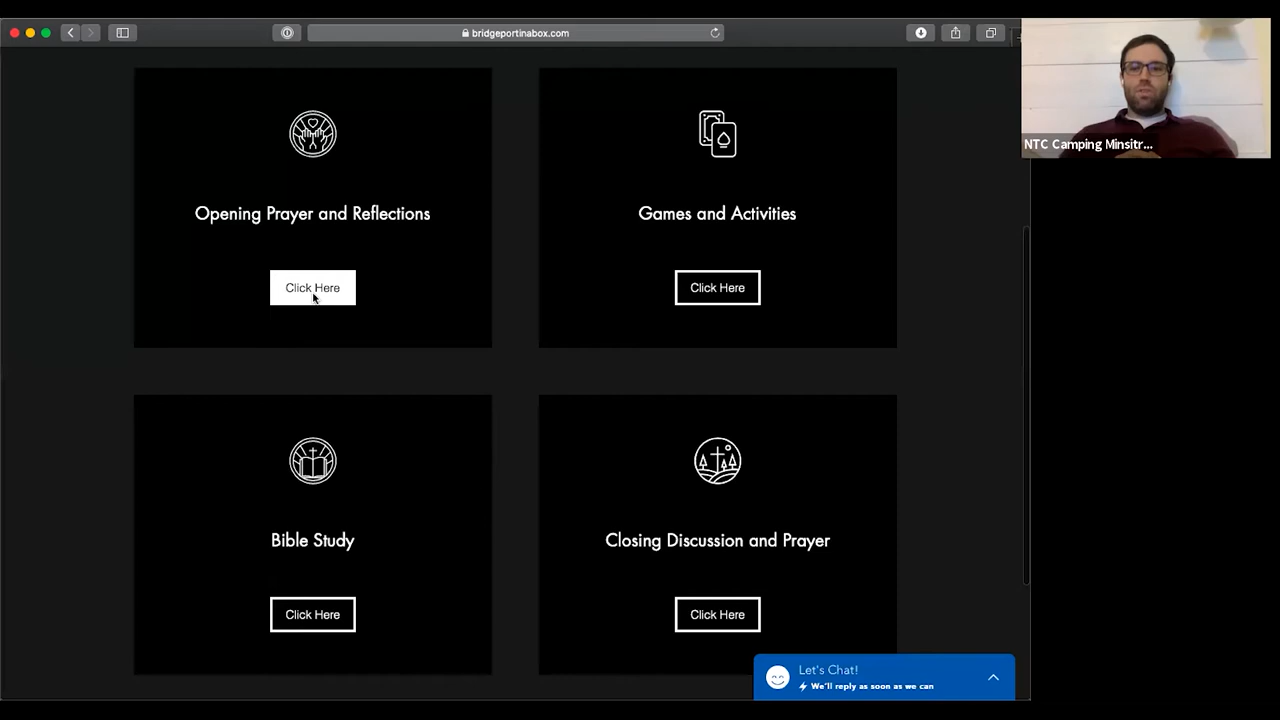 bridgeportinabox.com
NTC Camping Minsitr...
Opening Prayer and Reflections
Games and Activities
Click Here
Click Here
Bible Study
Closing Discussion and Prayer
Click Here
Click Here
Let's Chat!
We'll reply as soon as we can